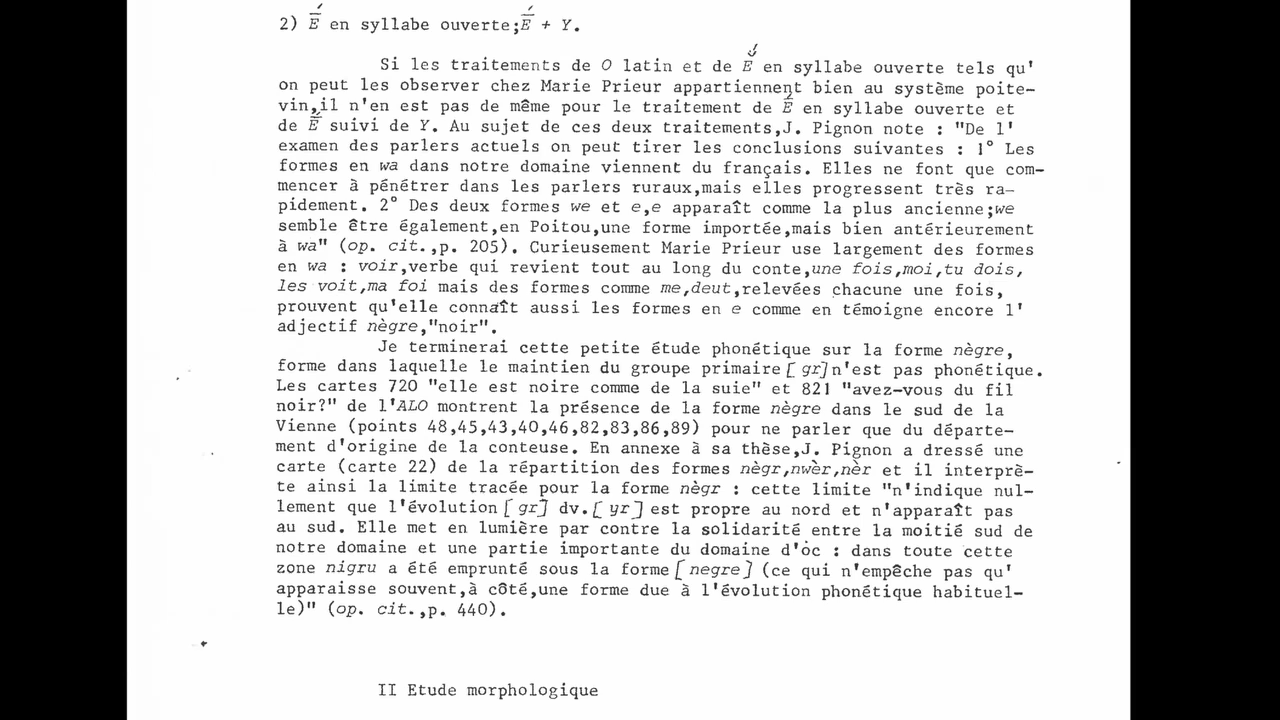 2) Ḗ en syllabe ouverte;Ḗ + Y.
Si les traitements de O latin et de Ĕ́ en syllabe ouverte tels qu'
on peut les observer chez Marie Prieur appartiennent bien au système poite-
vin,il n'en est pas de même pour le traitement de Ḗ en syllabe ouverte et
de Ḗ suivi de Y. Au sujet de ces deux traitements,J. Pignon note : "De l'
examen des parlers actuels on peut tirer les conclusions suivantes : 1° Les
formes en wa dans notre domaine viennent du français. Elles ne font que com-
mencer à pénétrer dans les parlers ruraux,mais elles progressent très ra-
pidement. 2° Des deux formes we et e,e apparaît comme la plus ancienne;we
semble être également,en Poitou,une forme importée,mais bien antérieurement
à wa" (op. cit.,p. 205). Curieusement Marie Prieur use largement des formes
en wa : voir,verbe qui revient tout au long du conte,une fois,moi,tu dois,
les voit,ma foi mais des formes comme me,deut,relevées chacune une fois,
prouvent qu'elle connaît aussi les formes en e comme en témoigne encore l'
adjectif nègre,"noir".
Je terminerai cette petite étude phonétique sur la forme nègre,
forme dans laquelle le maintien du groupe primaire [gr] n'est pas phonétique.
Les cartes 720 "elle est noire comme de la suie" et 821 "avez-vous du fil
noir?" de l'ALO montrent la présence de la forme nègre dans le sud de la
Vienne (points 48,45,43,40,46,82,83,86,89) pour ne parler que du départe-
ment d'origine de la conteuse. En annexe à sa thèse,J. Pignon a dressé une
carte (carte 22) de la répartition des formes nègr,nwèr,nèr et il interprè-
te ainsi la limite tracée pour la forme nègr : cette limite "n'indique nul-
lement que l'évolution [gr] dv.[yr] est propre au nord et n'apparaît pas
au sud. Elle met en lumière par contre la solidarité entre la moitié sud de
notre domaine et une partie importante du domaine d'òc : dans toute cette
zone nigru a été emprunté sous la forme [negre] (ce qui n'empêche pas qu'
apparaisse souvent,à côté,une forme due à l'évolution phonétique habituel-
le)" (op. cit.,p. 440).
II Etude morphologique